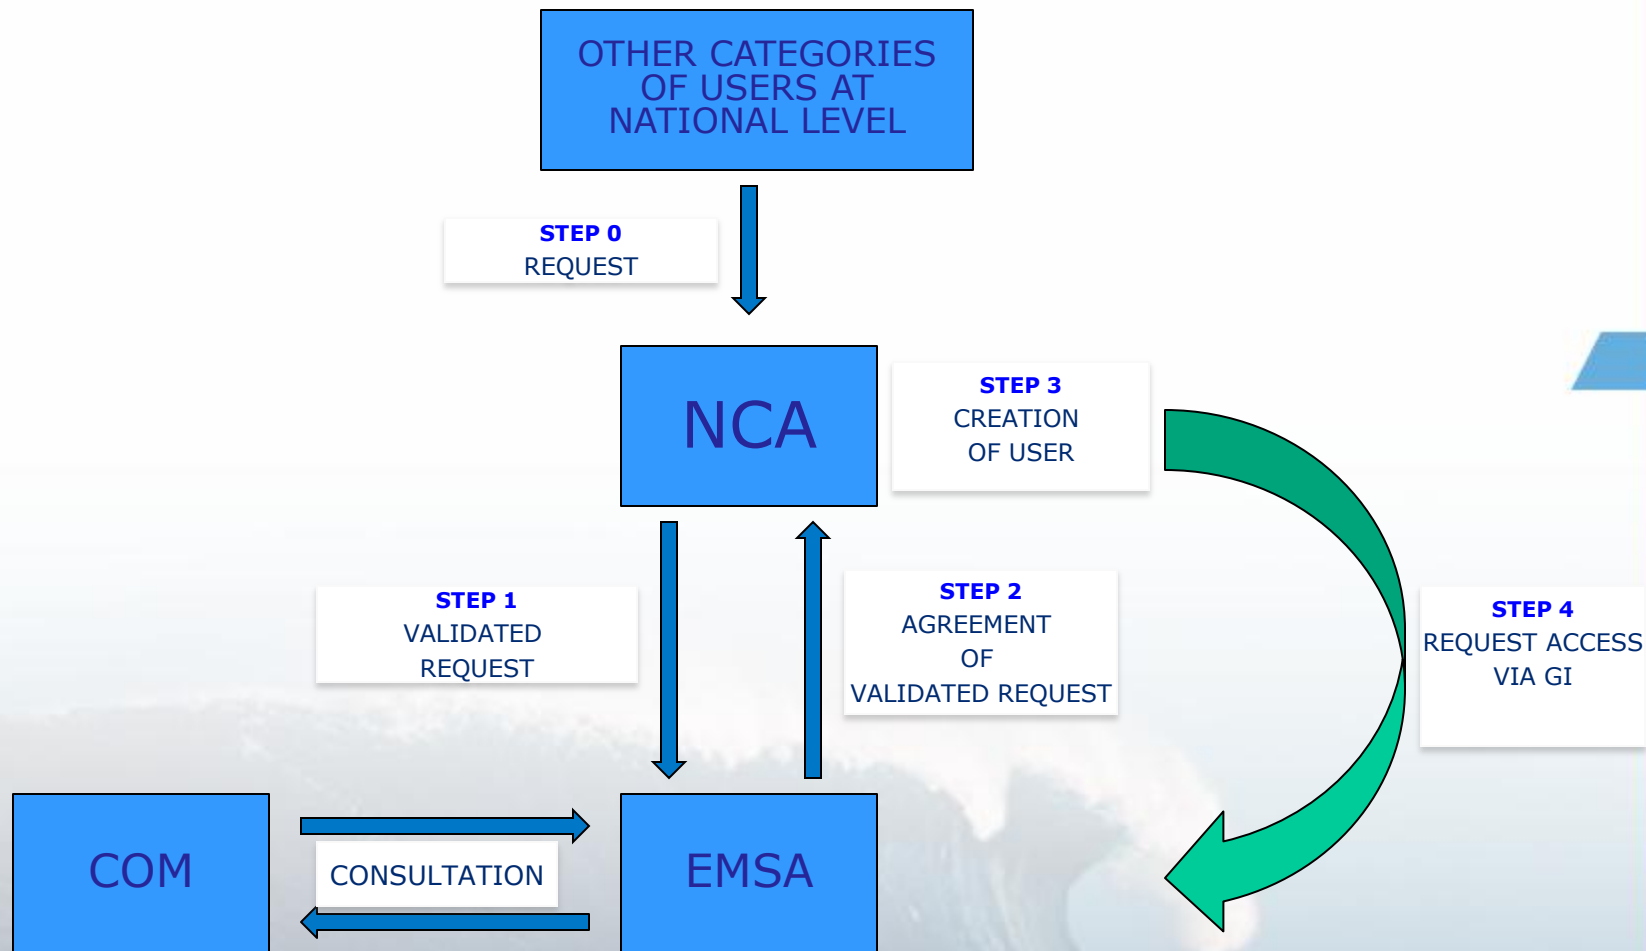 OTHER CATEGORIES
OF USERS AT
NATIONAL LEVEL
STEP 0
REQUEST
NCA
STEP 3
CREATION
OF USER
STEP 1
VALIDATED
REQUEST
STEP 2
AGREEMENT
OF
VALIDATED REQUEST
STEP 4
REQUEST ACCESS
VIA GI
COM
CONSULTATION
EMSA